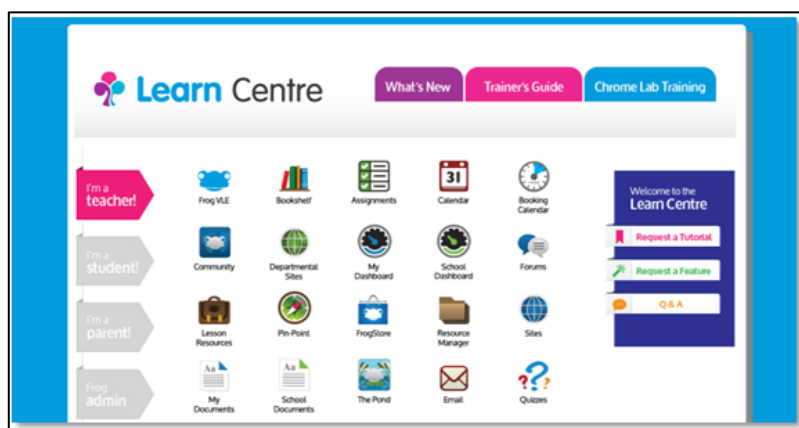 Learn Centre
What's New
Trainer's Guide
Chrome Lab Training
I'm a
teacher!
I'm a
student!
I'm a
parent!
Frog
admin
Frog VLE
Bookshelf
Assignments
31
Calendar
Booking
Calendar
Community
Departmental
Sites
My
Dashboard
School
Dashboard
Forums
Lesson
Resources
Pin-Point
FrogStore
Resource
Manager
Sites
Aa
My
Documents
Aa
School
Documents
The Pond
Email
???
Quizzes
Welcome to the
Learn Centre
Request a Tutorial
Request a Feature
Q & A